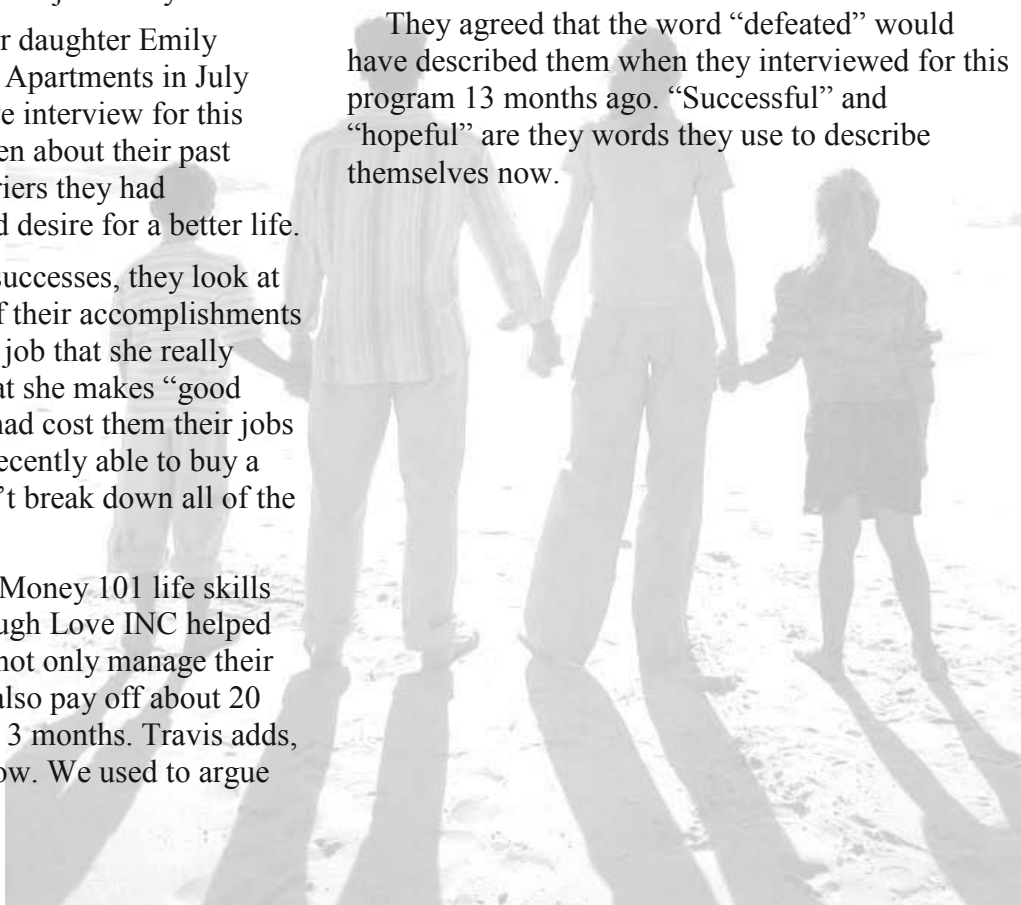 r daughter Emily
Apartments in July
e interview for this
en about their past
riers they had
d desire for a better life.
successes, they look at
f their accomplishments
job that she really
at she makes “good
had cost them their jobs
ecently able to buy a
’t break down all of the
Money 101 life skills
ugh Love INC helped
not only manage their
also pay off about 20
3 months. Travis adds,
ow. We used to argue
They agreed that the word “defeated” would
have described them when they interviewed for this
program 13 months ago. “Successful” and
“hopeful” are they words they use to describe
themselves now.